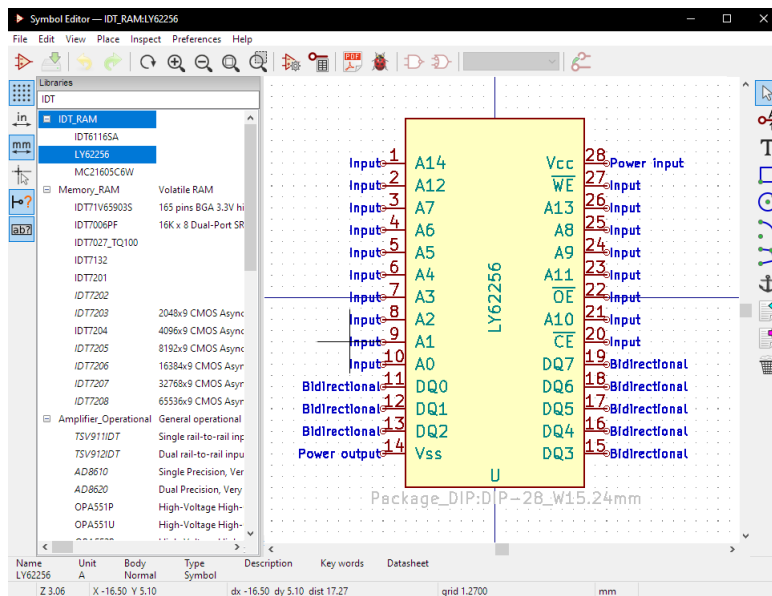 Symbol Editor — IDT_RAM:LY62256
File Edit View Place Inspect Preferences Help
PDF
Libraries
IDT
in
mm
ab?
T
IDT_RAM
IDT6116SA
LY62256
MC21605C6W
Memory_RAM Volatile RAM
IDT71V65903S 165 pins BGA 3.3V hi
IDT7006PF 16K x 8 Dual-Port SR
IDT7027_TQ100
IDT7132
IDT7201
IDT7202
IDT7203 2048x9 CMOS Async
IDT7204 4096x9 CMOS Async
IDT7205 8192x9 CMOS Async
IDT7206 16384x9 CMOS Asyr
IDT7207 32768x9 CMOS Asyr
IDT7208 65536x9 CMOS Asyr
Amplifier_Operational General operational
TSV911IDT Single rail-to-rail inp
TSV912IDT Dual rail-to-rail inpu
AD8610 Single Precision, Ver
AD8620 Dual Precision, Very
OPA551P High-Voltage High-
OPA551U High-Voltage High-
Input 1 A14 Vcc 28 Power input
Input 2 A12 WE 27 Input
Input 3 A7 A13 26 Input
Input 4 A6 A8 25 Input
Input 5 A5 A9 24 Input
Input 6 A4 A11 23 Input
Input 7 A3 OE 22 Input
Input 8 A2 A10 21 Input
Input 9 A1 CE 20 Input
Input 10 A0 DQ7 19 Bidirectional
Bidirectional 11 DQ0 DQ6 18 Bidirectional
Bidirectional 12 DQ1 DQ5 17 Bidirectional
Bidirectional 13 DQ2 DQ4 16 Bidirectional
Power output 14 Vss DQ3 15 Bidirectional
LY62256
U
Package_DIP:DIP-28_W15.24mm
Name Unit Body Type Description Key words Datasheet
LY62256 A Normal Symbol
Z 3.06 X -16.50 Y 5.10 dx -16.50 dy 5.10 dist 17.27 grid 1.2700 mm